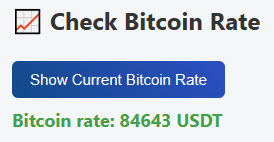 Check Bitcoin Rate
Show Current Bitcoin Rate
Bitcoin rate: 84643 USDT